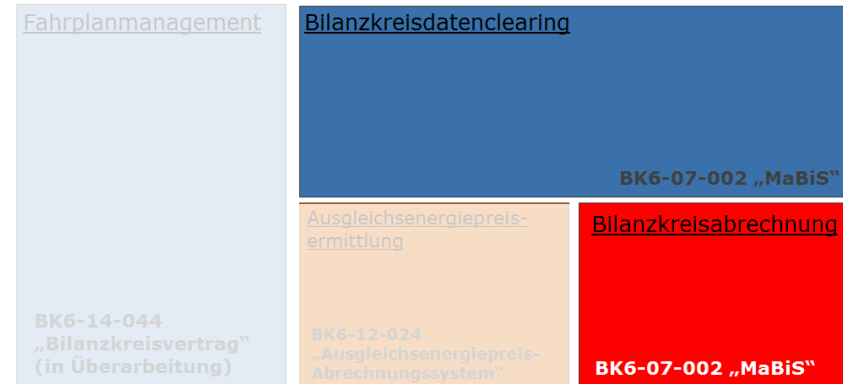 Fahrplanmanagement
BK6-14-044
„Bilanzkreisvertrag“
(in Überarbeitung)
Bilanzkreisdatenclearing
BK6-07-002 „MaBiS“
Ausgleichsenergiepreis-
ermittlung
BK6-12-024
„Ausgleichsenergiepreis-
Abrechnungssystem“
Bilanzkreisabrechnung
BK6-07-002 „MaBiS“